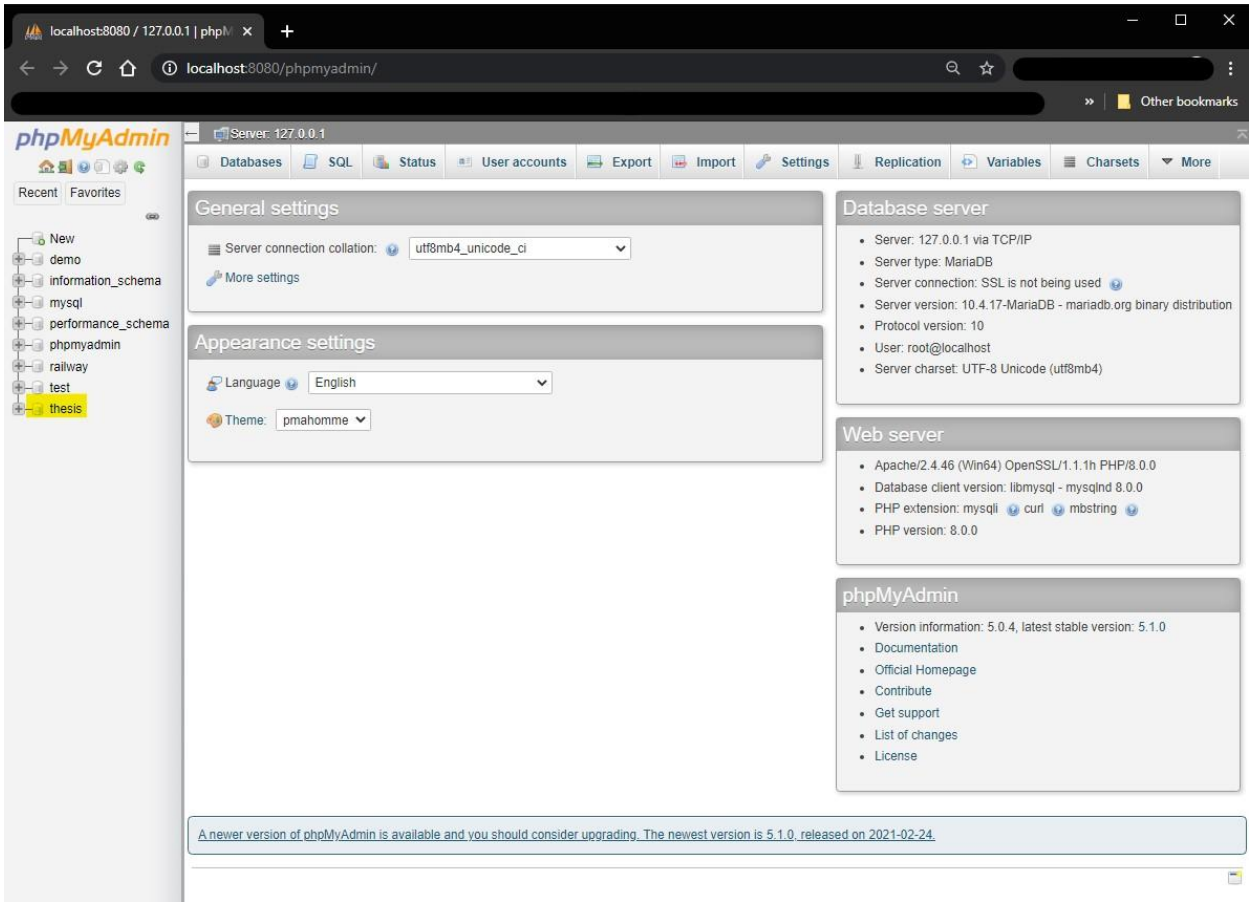 localhost:8080 / 127.0.0.1 | phpM
localhost:8080/phpmyadmin/
Other bookmarks
phpMyAdmin
Recent Favorites
New
demo
information_schema
mysql
performance_schema
phpmyadmin
railway
test
thesis
Server: 127.0.0.1
Databases SQL Status User accounts Export Import Settings Replication Variables Charsets More
General settings
Server connection collation: utf8mb4_unicode_ci
More settings
Appearance settings
Language English
Theme: pmahomme
Database server
Server: 127.0.0.1 via TCP/IP
Server type: MariaDB
Server connection: SSL is not being used
Server version: 10.4.17-MariaDB - mariadb.org binary distribution
Protocol version: 10
User: root@localhost
Server charset: UTF-8 Unicode (utf8mb4)
Web server
Apache/2.4.46 (Win64) OpenSSL/1.1.1h PHP/8.0.0
Database client version: libmysql - mysqlnd 8.0.0
PHP extension: mysqli curl mbstring
PHP version: 8.0.0
phpMyAdmin
Version information: 5.0.4, latest stable version: 5.1.0
Documentation
Official Homepage
Contribute
Get support
List of changes
License
A newer version of phpMyAdmin is available and you should consider upgrading. The newest version is 5.1.0, released on 2021-02-24.